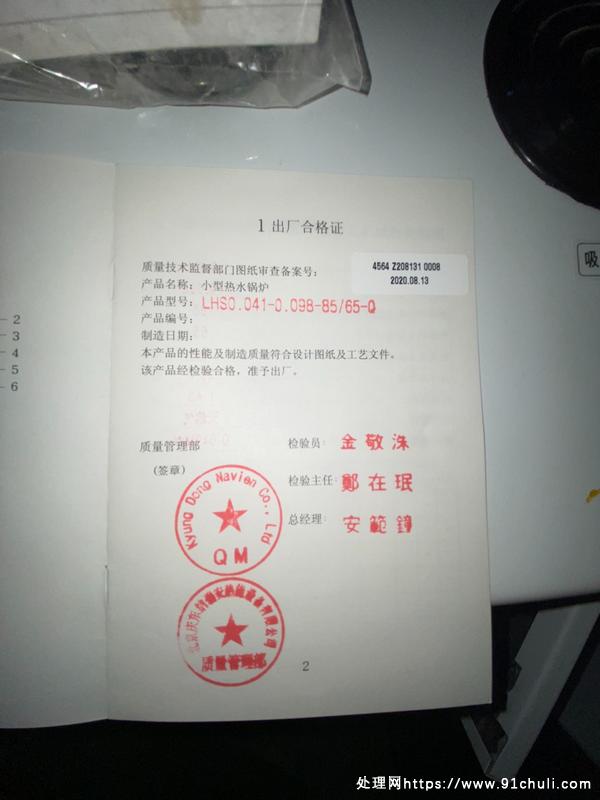 1 出厂合格证
质量技术监督部门图纸审查备案号:
4564 Z208131 0008
2020.08.13
产品名称: 小型热水锅炉
产品型号: LHS0.041-0.098-85/65-Q
产品编号:
制造日期:
本产品的性能及制造质量符合设计图纸及工艺文件。
该产品经检验合格，准予出厂。
质量管理部
(签章)
检验员: 金敬洙
检验主任: 鄭在珉
总经理: 安範鐘
Kyung Dong Navien Co., Ltd
QM
质量管理部
2
2
3
4
5
6
吸
处理网https://www.91chuli.com